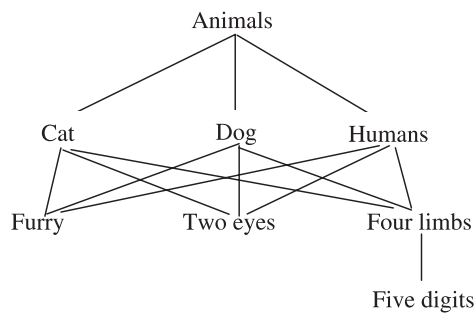 Animals
Cat Dog Humans
Furry Two eyes Four limbs
Five digits